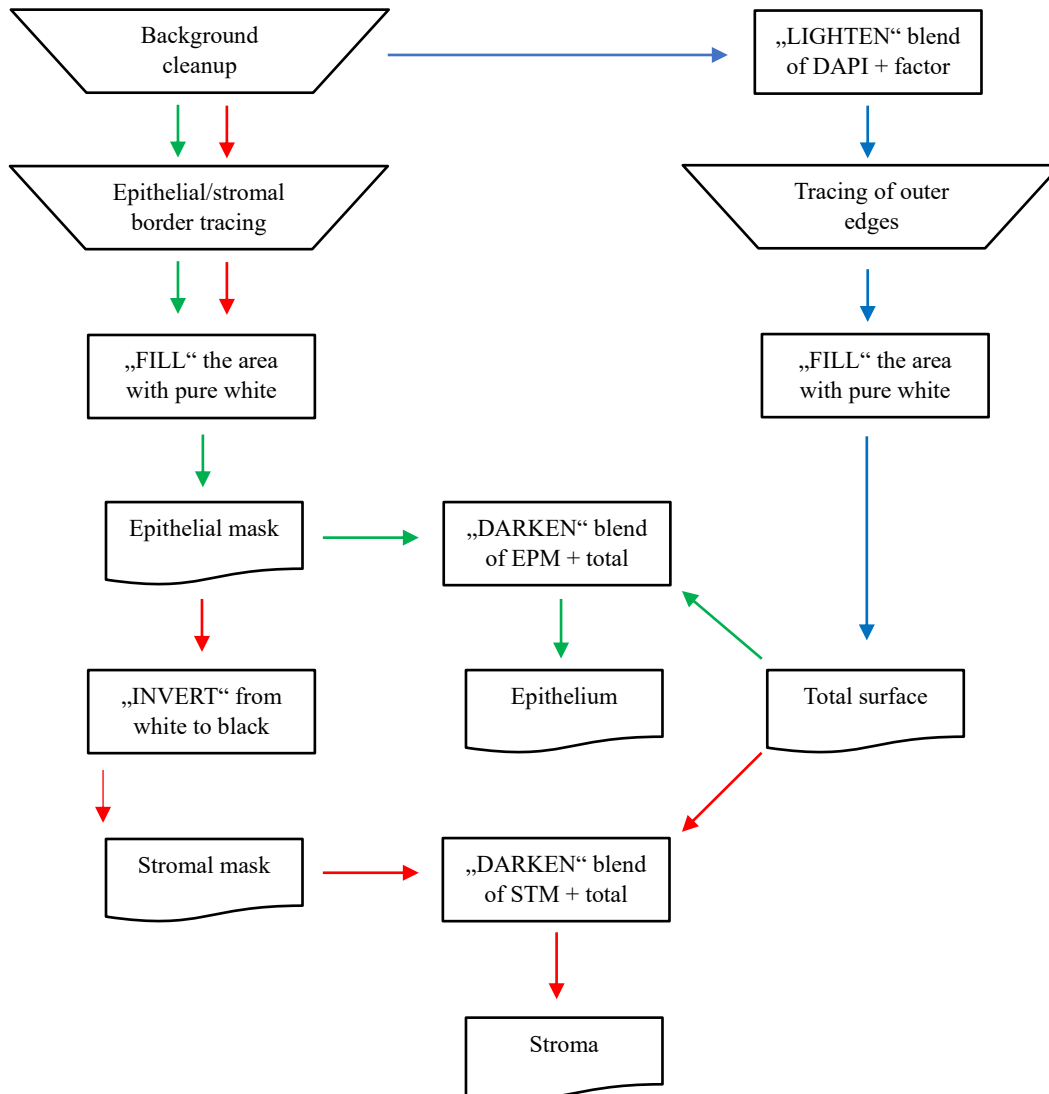 Background
cleanup
„LIGHTEN“ blend
of DAPI + factor
Epithelial/stromal
border tracing
Tracing of outer
edges
„FILL“ the area
with pure white
„FILL“ the area
with pure white
Epithelial mask
„DARKEN“ blend
of EPM + total
„INVERT“ from
white to black
Epithelium
Total surface
Stromal mask
„DARKEN“ blend
of STM + total
Stroma